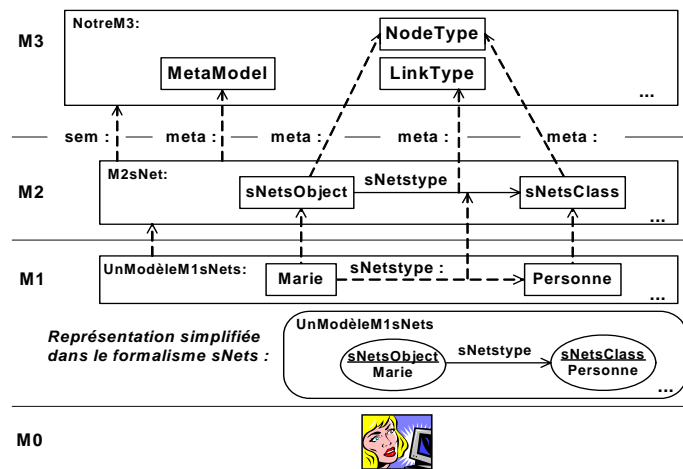 NotreM3:
M3
NodeType
MetaModel
LinkType
...
sem :
meta :
meta :
meta :
meta :
M2sNet:
M2
sNetsObject
sNetstype
sNetsClass
...
M1
UnModèleM1sNets:
Marie
sNetstype :
Personne
...
Représentation simplifiée
dans le formalisme sNets :
UnModèleM1sNets
sNetsObject
Marie
sNetstype
sNetsClass
Personne
...
M0